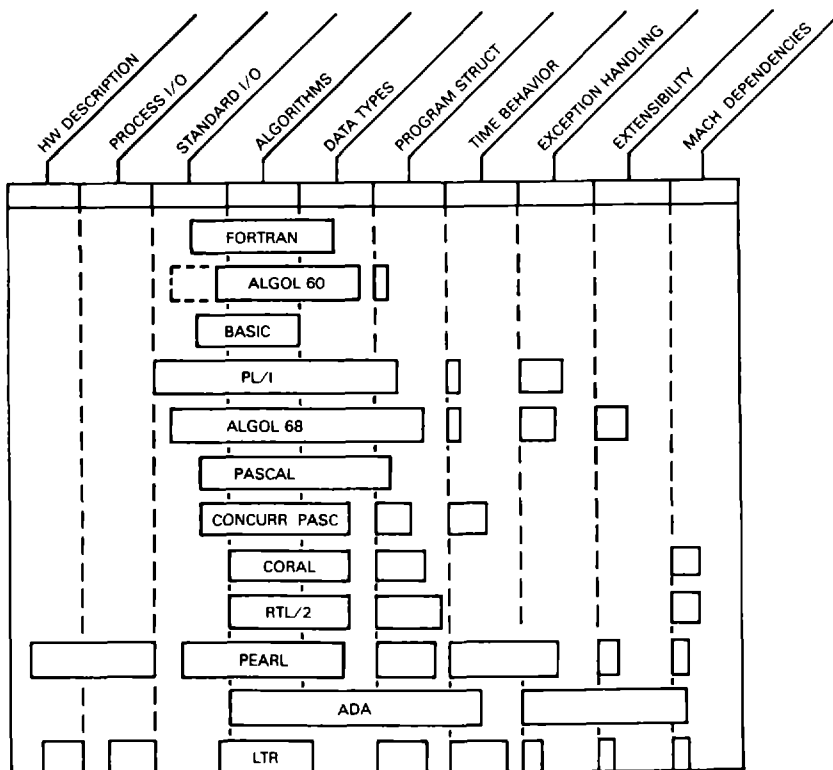 HW DESCRIPTION
PROCESS I/O
STANDARD I/O
ALGORITHMS
DATA TYPES
PROGRAM STRUCT
TIME BEHAVIOR
EXCEPTION HANDLING
EXTENSIBILITY
MACH DEPENDENCIES
FORTRAN
ALGOL 60
BASIC
PL/I
ALGOL 68
PASCAL
CONCURR PASC
CORAL
RTL/2
PEARL
ADA
LTR